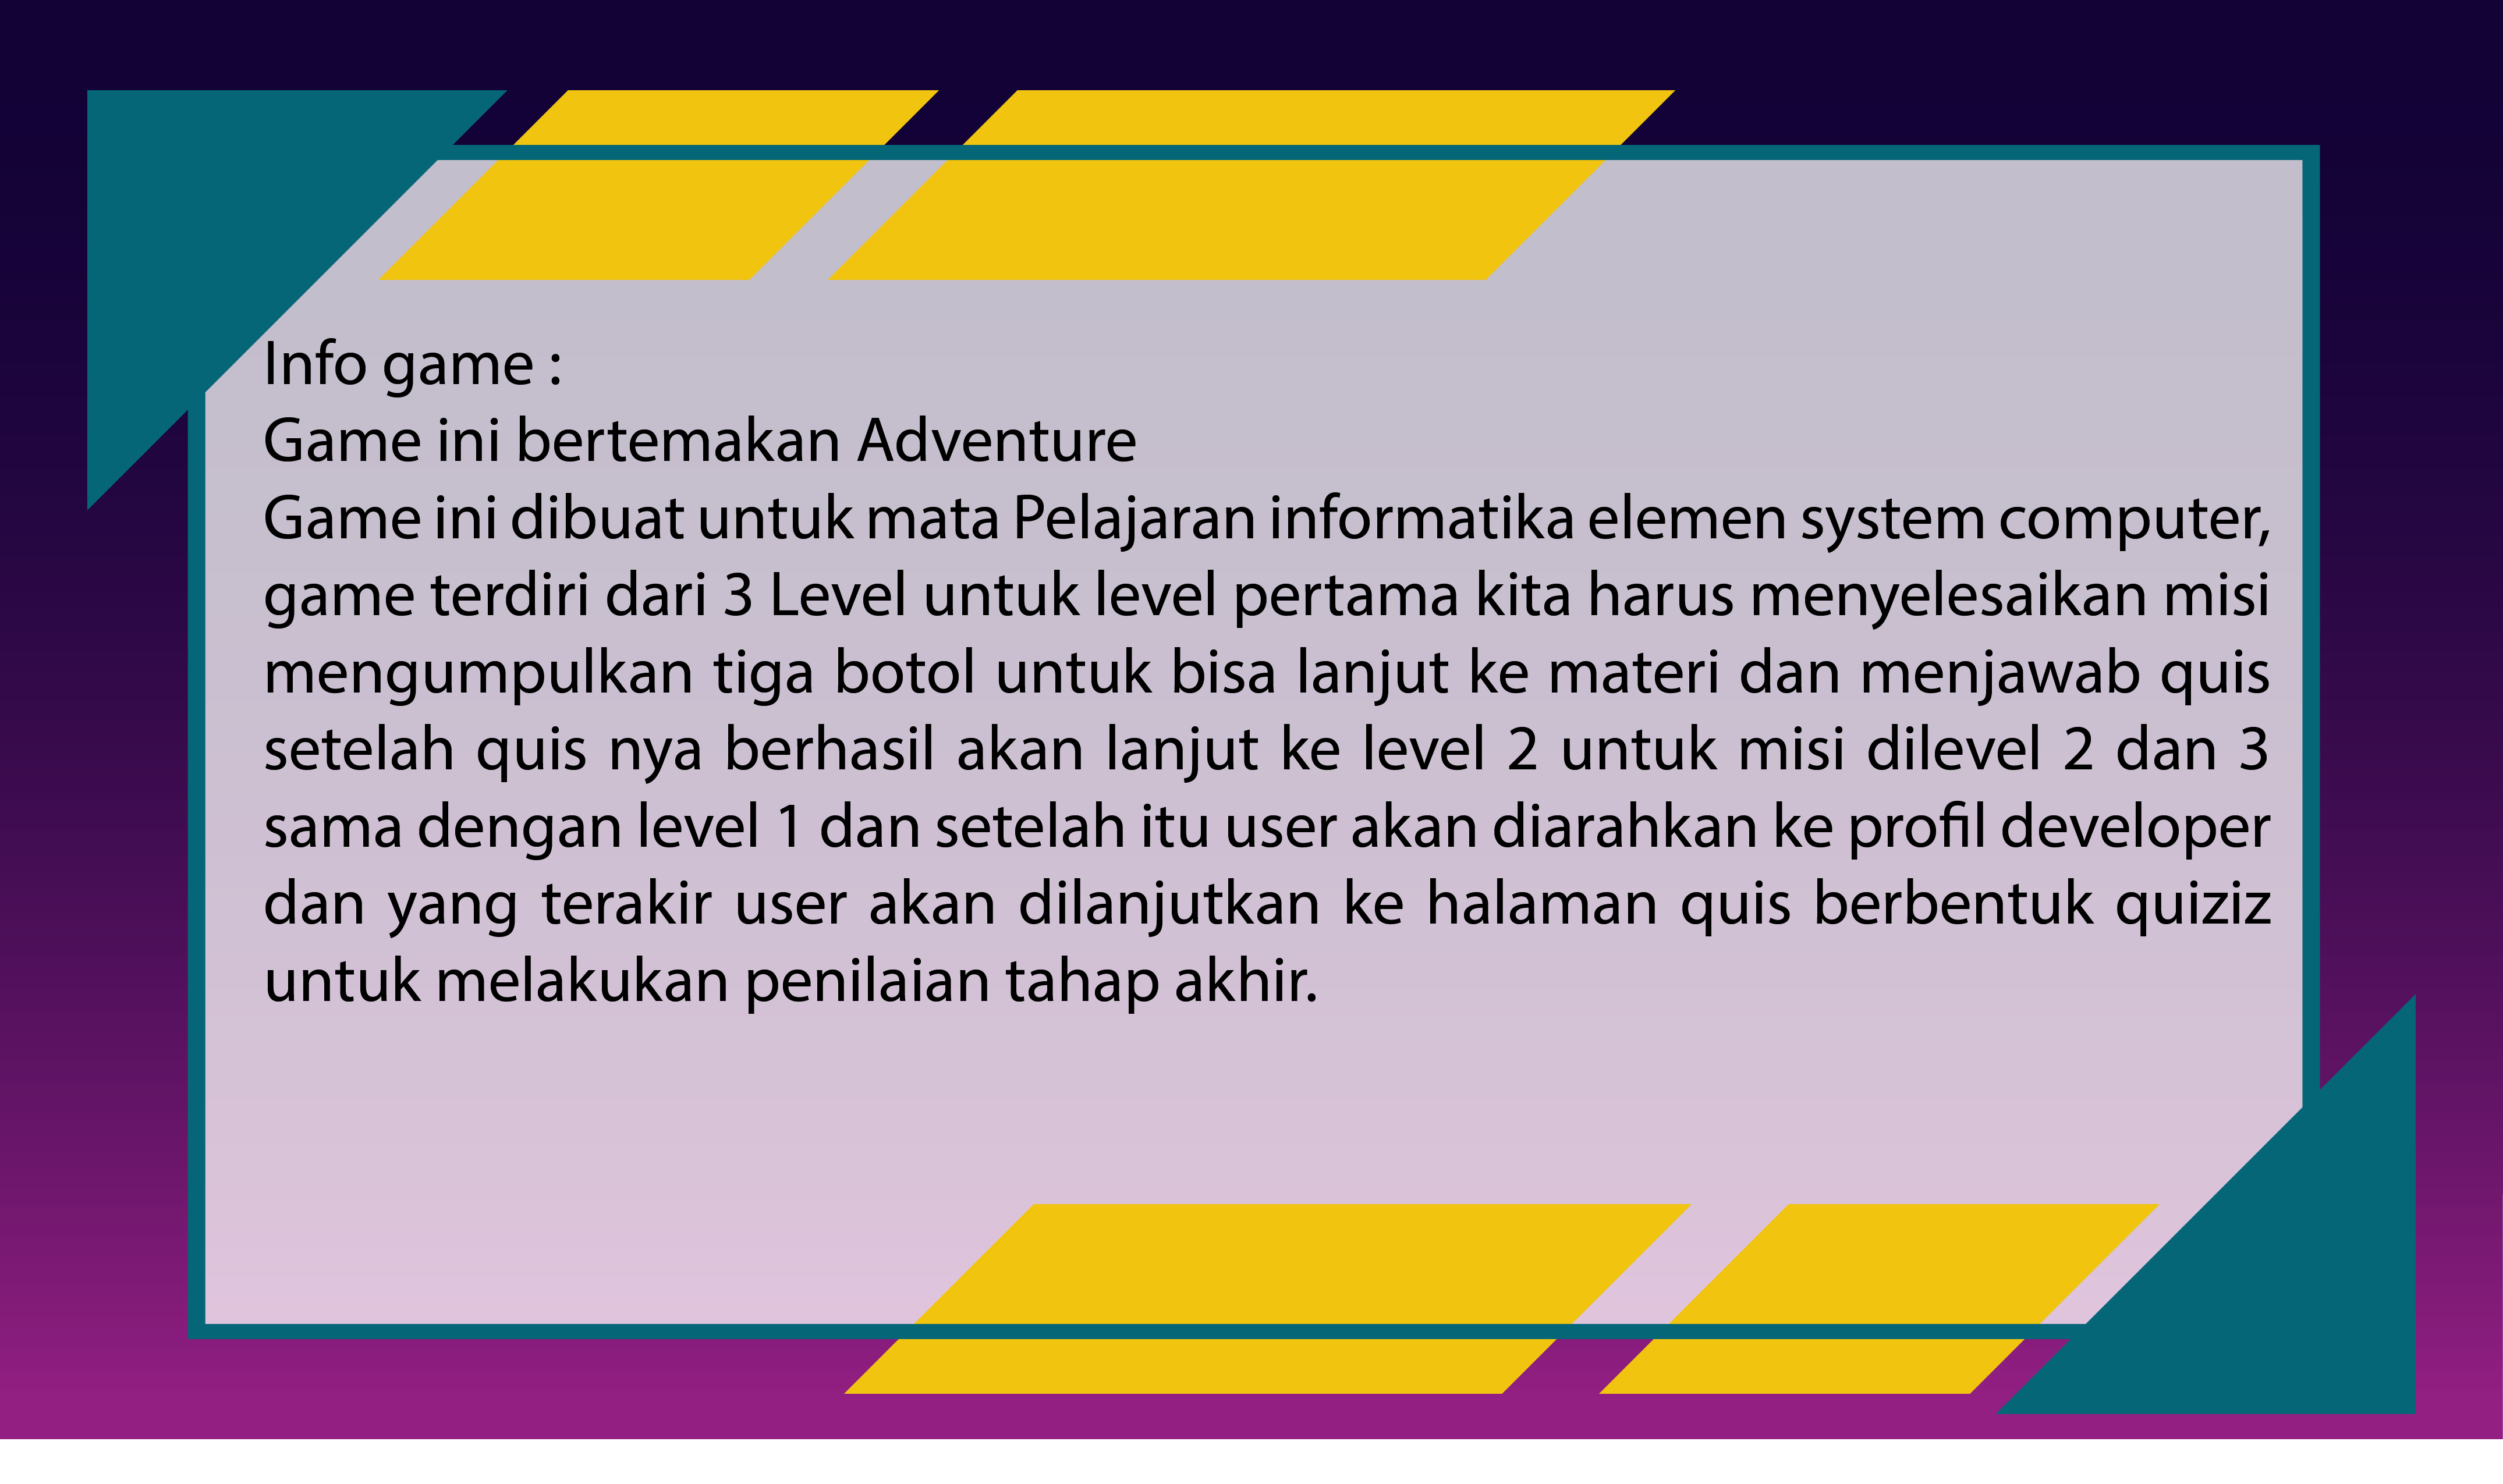 Info game :
Game ini bertemakan Adventure
Game ini dibuat untuk mata Pelajaran informatika elemen system computer,
game terdiri dari 3 Level untuk level pertama kita harus menyelesaikan misi
mengumpulkan tiga botol untuk bisa lanjut ke materi dan menjawab quis
setelah quis nya berhasil akan lanjut ke level 2 untuk misi dilevel 2 dan 3
sama dengan level 1 dan setelah itu user akan diarahkan ke profil developer
dan yang terakir user akan dilanjutkan ke halaman quis berbentuk quiziz
untuk melakukan penilaian tahap akhir.